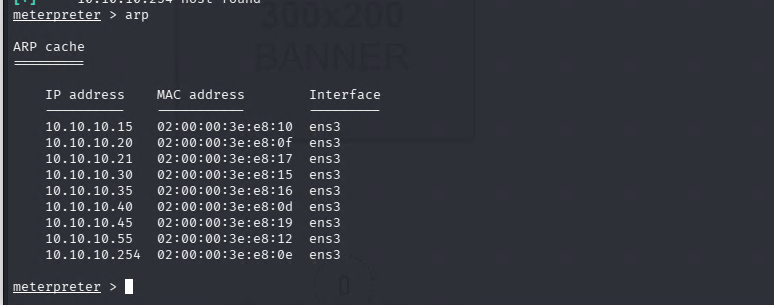 meterpreter > arp
ARP cache
IP address MAC address Interface
10.10.10.15 02:00:00:3e:e8:10 ens3
10.10.10.20 02:00:00:3e:e8:0f ens3
10.10.10.21 02:00:00:3e:e8:17 ens3
10.10.10.30 02:00:00:3e:e8:15 ens3
10.10.10.35 02:00:00:3e:e8:16 ens3
10.10.10.40 02:00:00:3e:e8:0d ens3
10.10.10.45 02:00:00:3e:e8:19 ens3
10.10.10.55 02:00:00:3e:e8:12 ens3
10.10.10.254 02:00:00:3e:e8:0e ens3
meterpreter >
300x200
BANNER
0